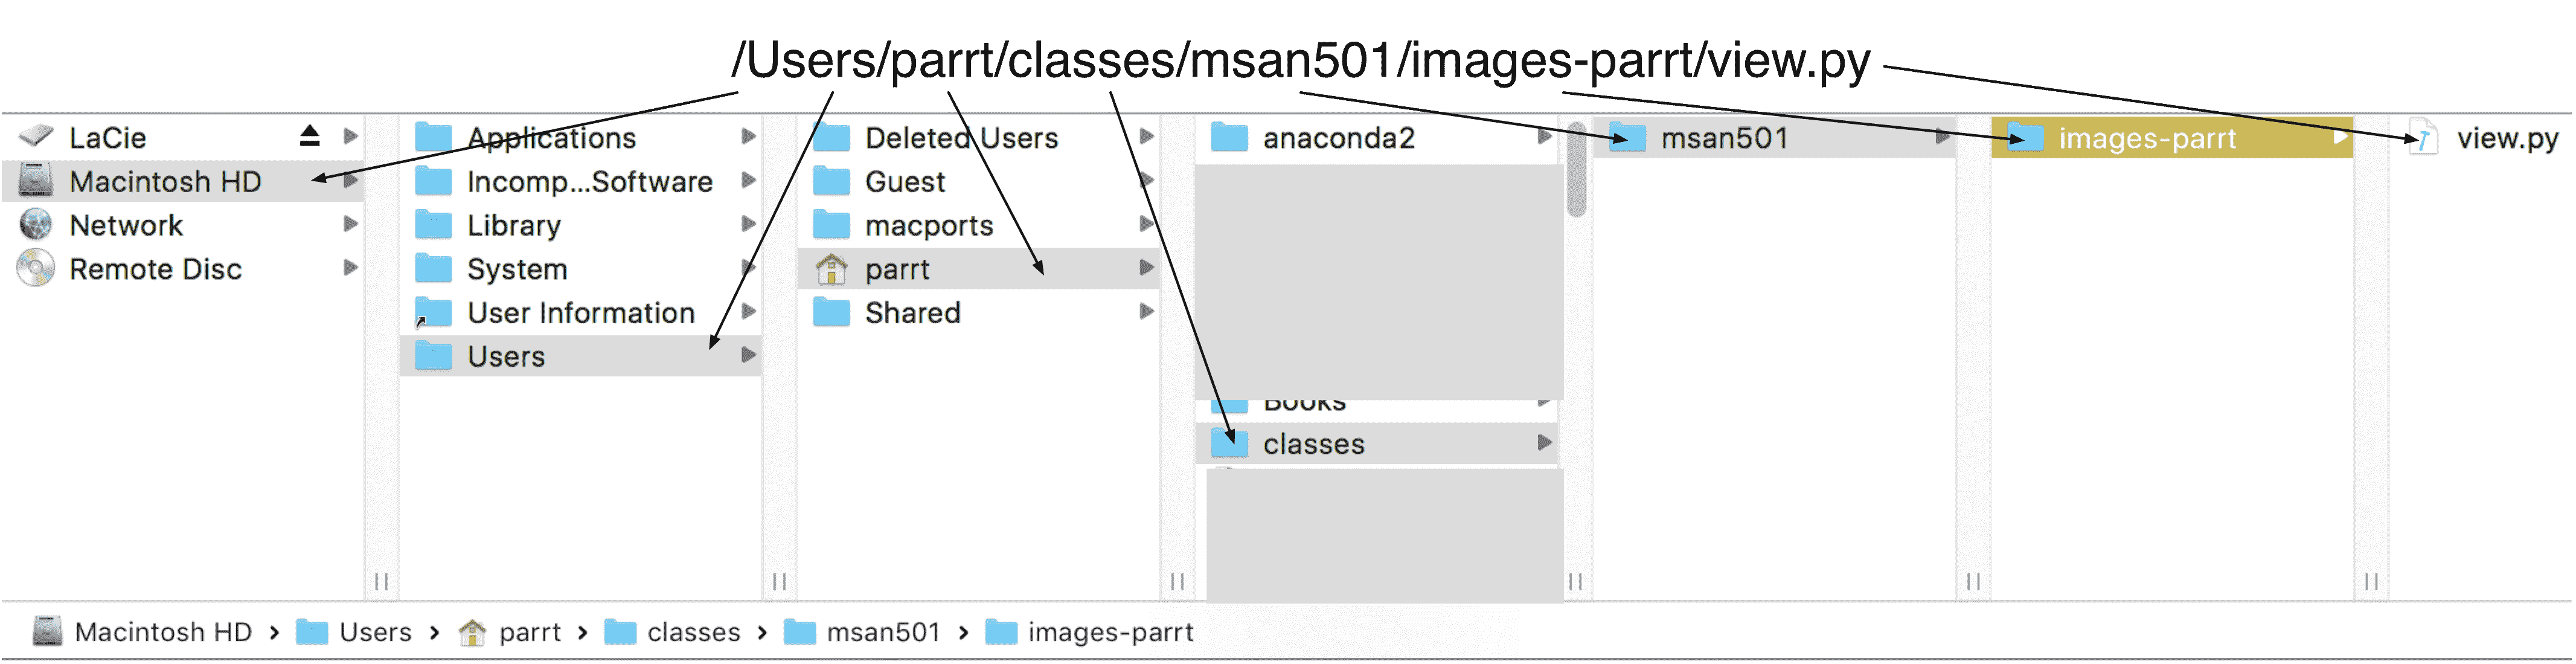 /Users/parrt/classes/msan501/images-parrt/view.py
LaCie
Macintosh HD
Network
Remote Disc
Applications
Incomp...Software
Library
System
User Information
Users
Deleted Users
Guest
macports
parrt
Shared
anaconda2
Books
classes
msan501
images-parrt
view.py
Macintosh HD › Users › parrt › classes › msan501 › images-parrt